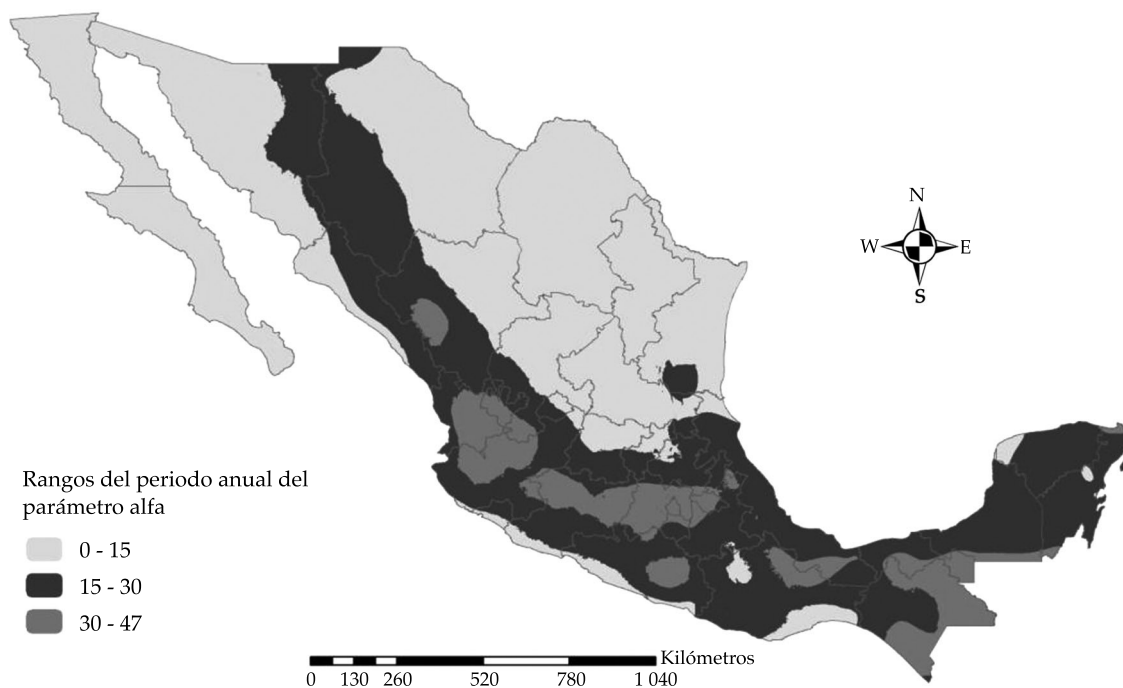 N
W E
S
Rangos del periodo anual del
parámetro alfa
0 - 15
15 - 30
30 - 47
Kilómetros
0 130 260 520 780 1 040